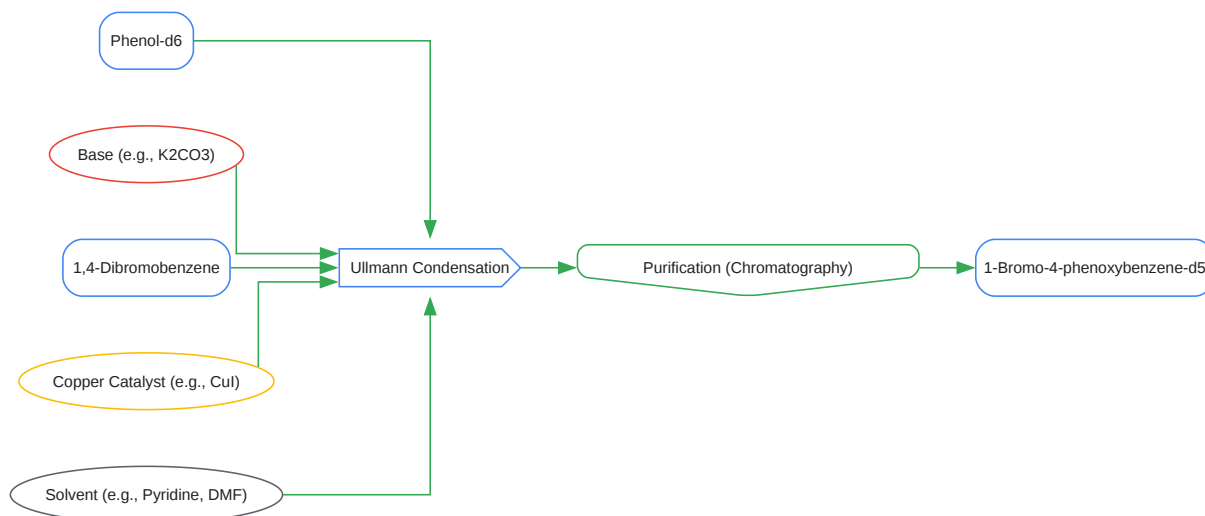 Phenol-d6
Base (e.g., K2CO3)
1,4-Dibromobenzene
Ullmann Condensation
Purification (Chromatography)
1-Bromo-4-phenoxybenzene-d5
Copper Catalyst (e.g., CuI)
Solvent (e.g., Pyridine, DMF)